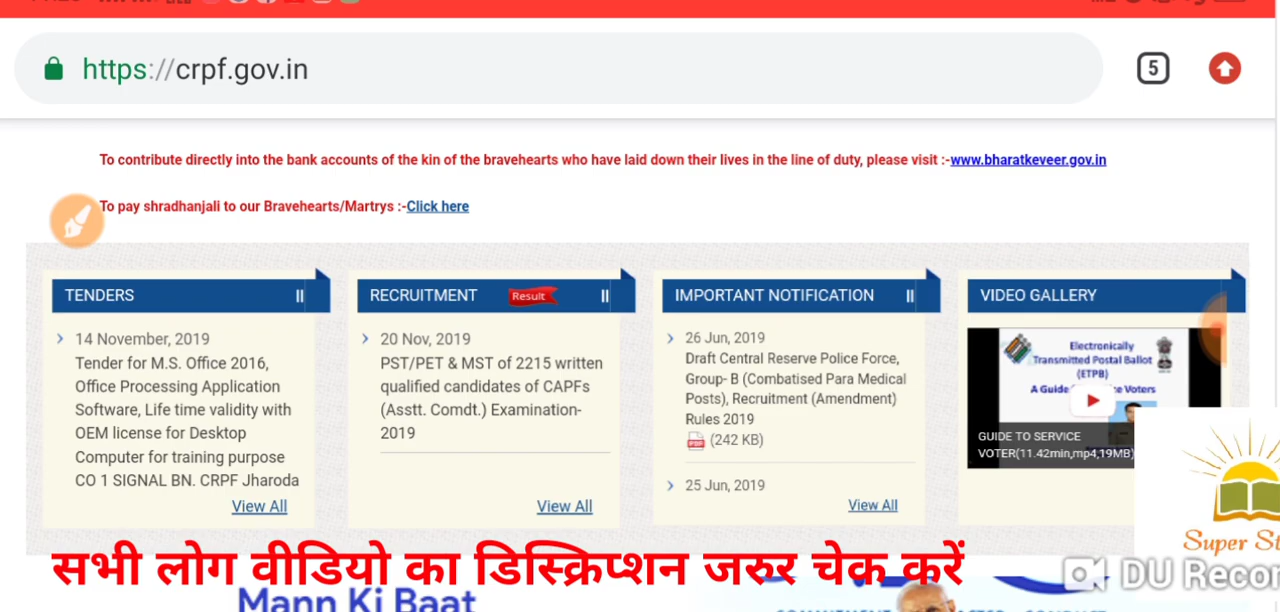 https://crpf.gov.in
5
To contribute directly into the bank accounts of the kin of the bravehearts who have laid down their lives in the line of duty, please visit :-www.bharatkeveer.gov.in
To pay shradhanjali to our Bravehearts/Martrys :-Click here
TENDERS
14 November, 2019
Tender for M.S. Office 2016,
Office Processing Application
Software, Life time validity with
OEM license for Desktop
Computer for training purpose
CO 1 SIGNAL BN. CRPF Jharoda
View All
RECRUITMENT Result
20 Nov, 2019
PST/PET & MST of 2215 written
qualified candidates of CAPFs
(Asstt. Comdt.) Examination-
2019
View All
IMPORTANT NOTIFICATION
26 Jun, 2019
Draft Central Reserve Police Force,
Group- B (Combatised Para Medical
Posts), Recruitment (Amendment)
Rules 2019
(242 KB)
25 Jun, 2019
View All
VIDEO GALLERY
Electronically
Transmitted Postal Ballot
(ETPB)
A Guide Voters
GUIDE TO SERVICE
VOTER(11.42min,mp4,19MB)
Super St
सभी लोग वीडियो का डिस्क्रिप्शन जरुर चेक करें
DU Recor
Mann Ki Baat